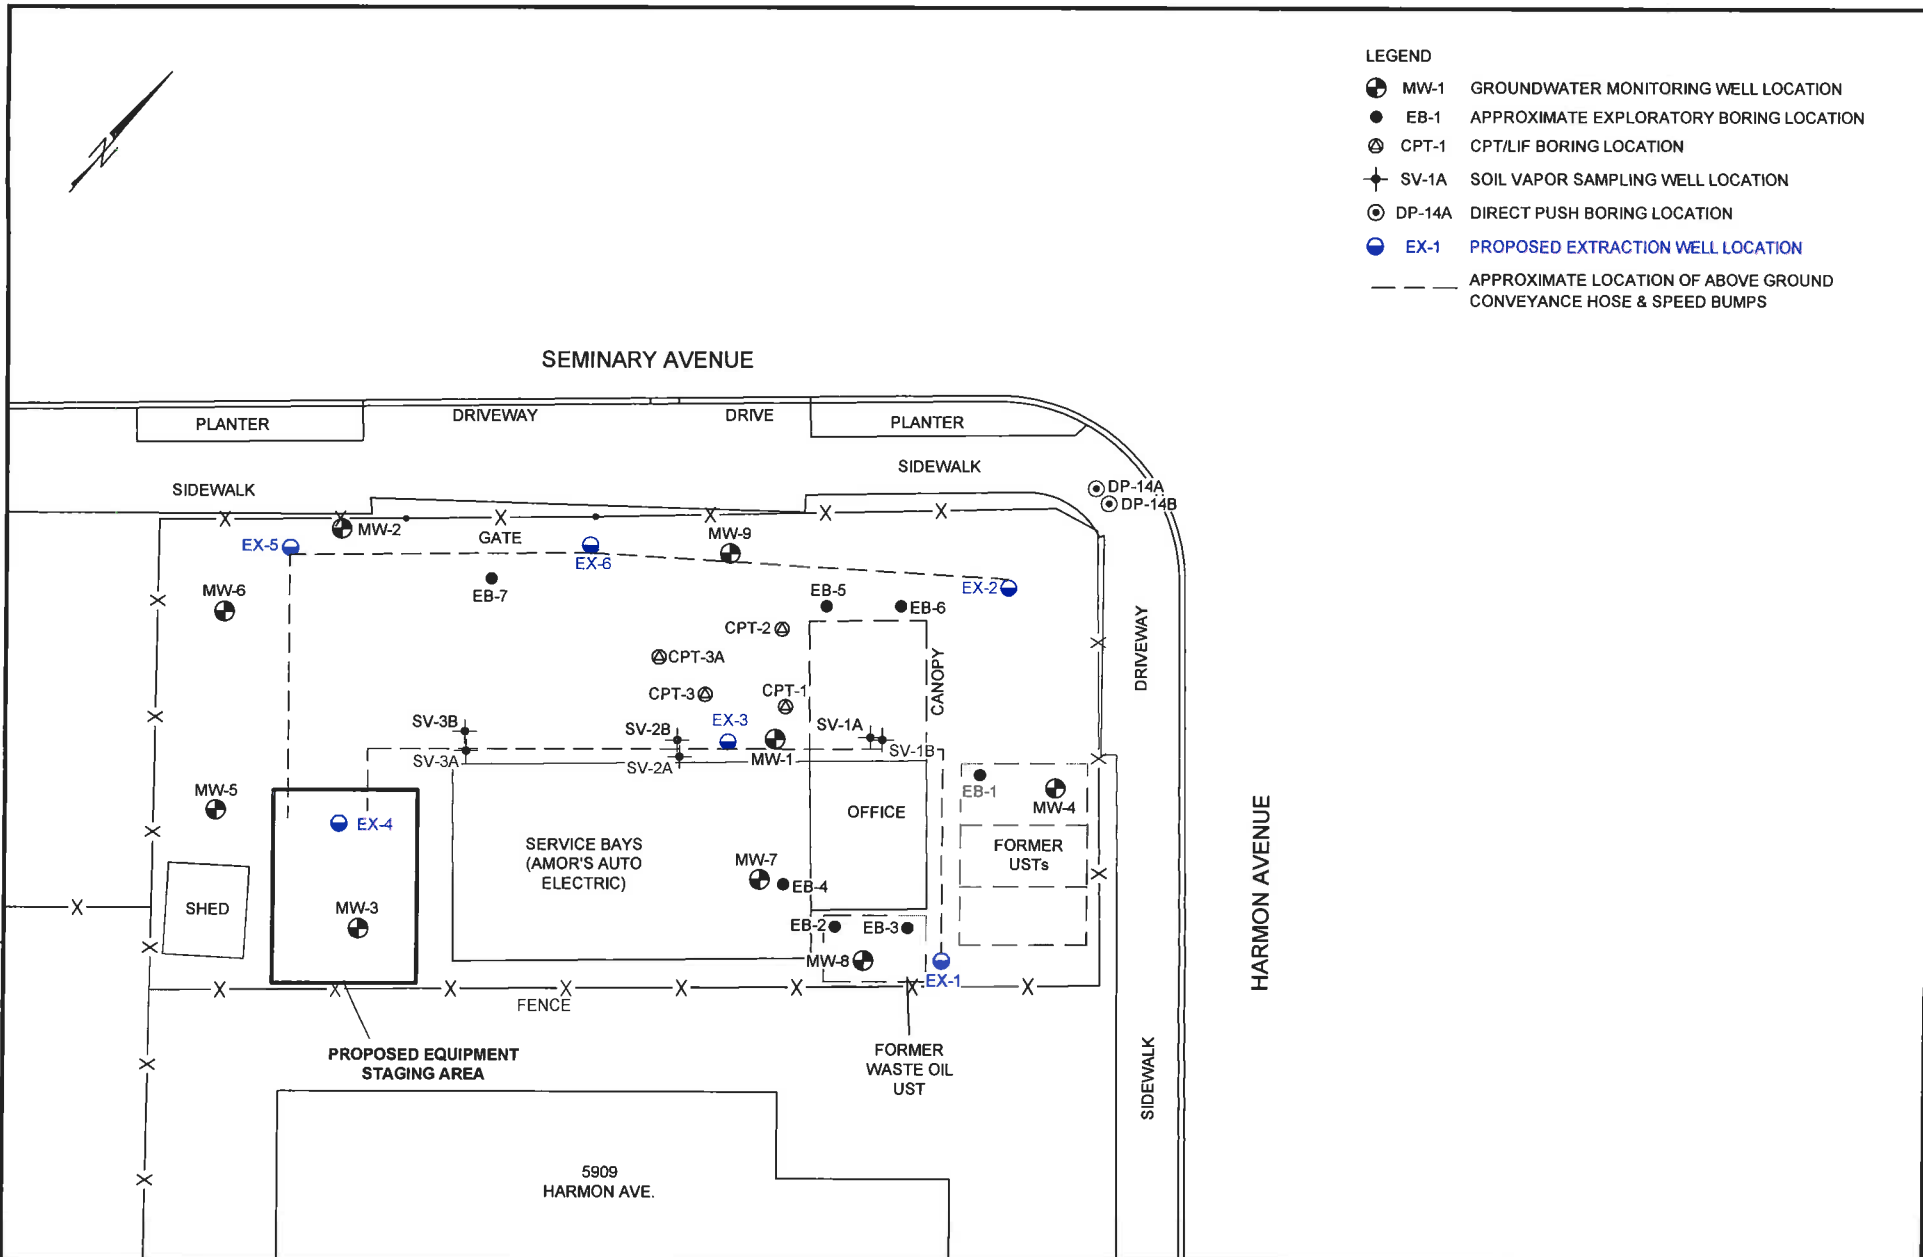 LEGEND
MW-1 GROUNDWATER MONITORING WELL LOCATION
EB-1 APPROXIMATE EXPLORATORY BORING LOCATION
CPT-1 CPT/LIF BORING LOCATION
SV-1A SOIL VAPOR SAMPLING WELL LOCATION
DP-14A DIRECT PUSH BORING LOCATION
EX-1 PROPOSED EXTRACTION WELL LOCATION
APPROXIMATE LOCATION OF ABOVE GROUND
CONVEYANCE HOSE & SPEED BUMPS
N
SEMINARY AVENUE
PLANTER
DRIVEWAY
DRIVE
PLANTER
SIDEWALK
SIDEWALK
DP-14A
DP-14B
MW-2
GATE
MW-9
EX-5
EX-6
EX-2
MW-6
EB-7
EB-5
EB-6
CPT-2
CPT-3A
CANOPY
DRIVEWAY
CPT-3
CPT-1
SV-3B
SV-2B
EX-3
SV-1A
SV-1B
SV-3A
SV-2A
MW-1
MW-5
EB-1
MW-4
EX-4
OFFICE
SERVICE BAYS
(AMOR'S AUTO
ELECTRIC)
FORMER
USTs
MW-7
EB-4
SHED
MW-3
EB-2
EB-3
MW-8
EX-1
HARMON AVENUE
FENCE
PROPOSED EQUIPMENT
STAGING AREA
FORMER
WASTE OIL
UST
SIDEWALK
5909
HARMON AVE.